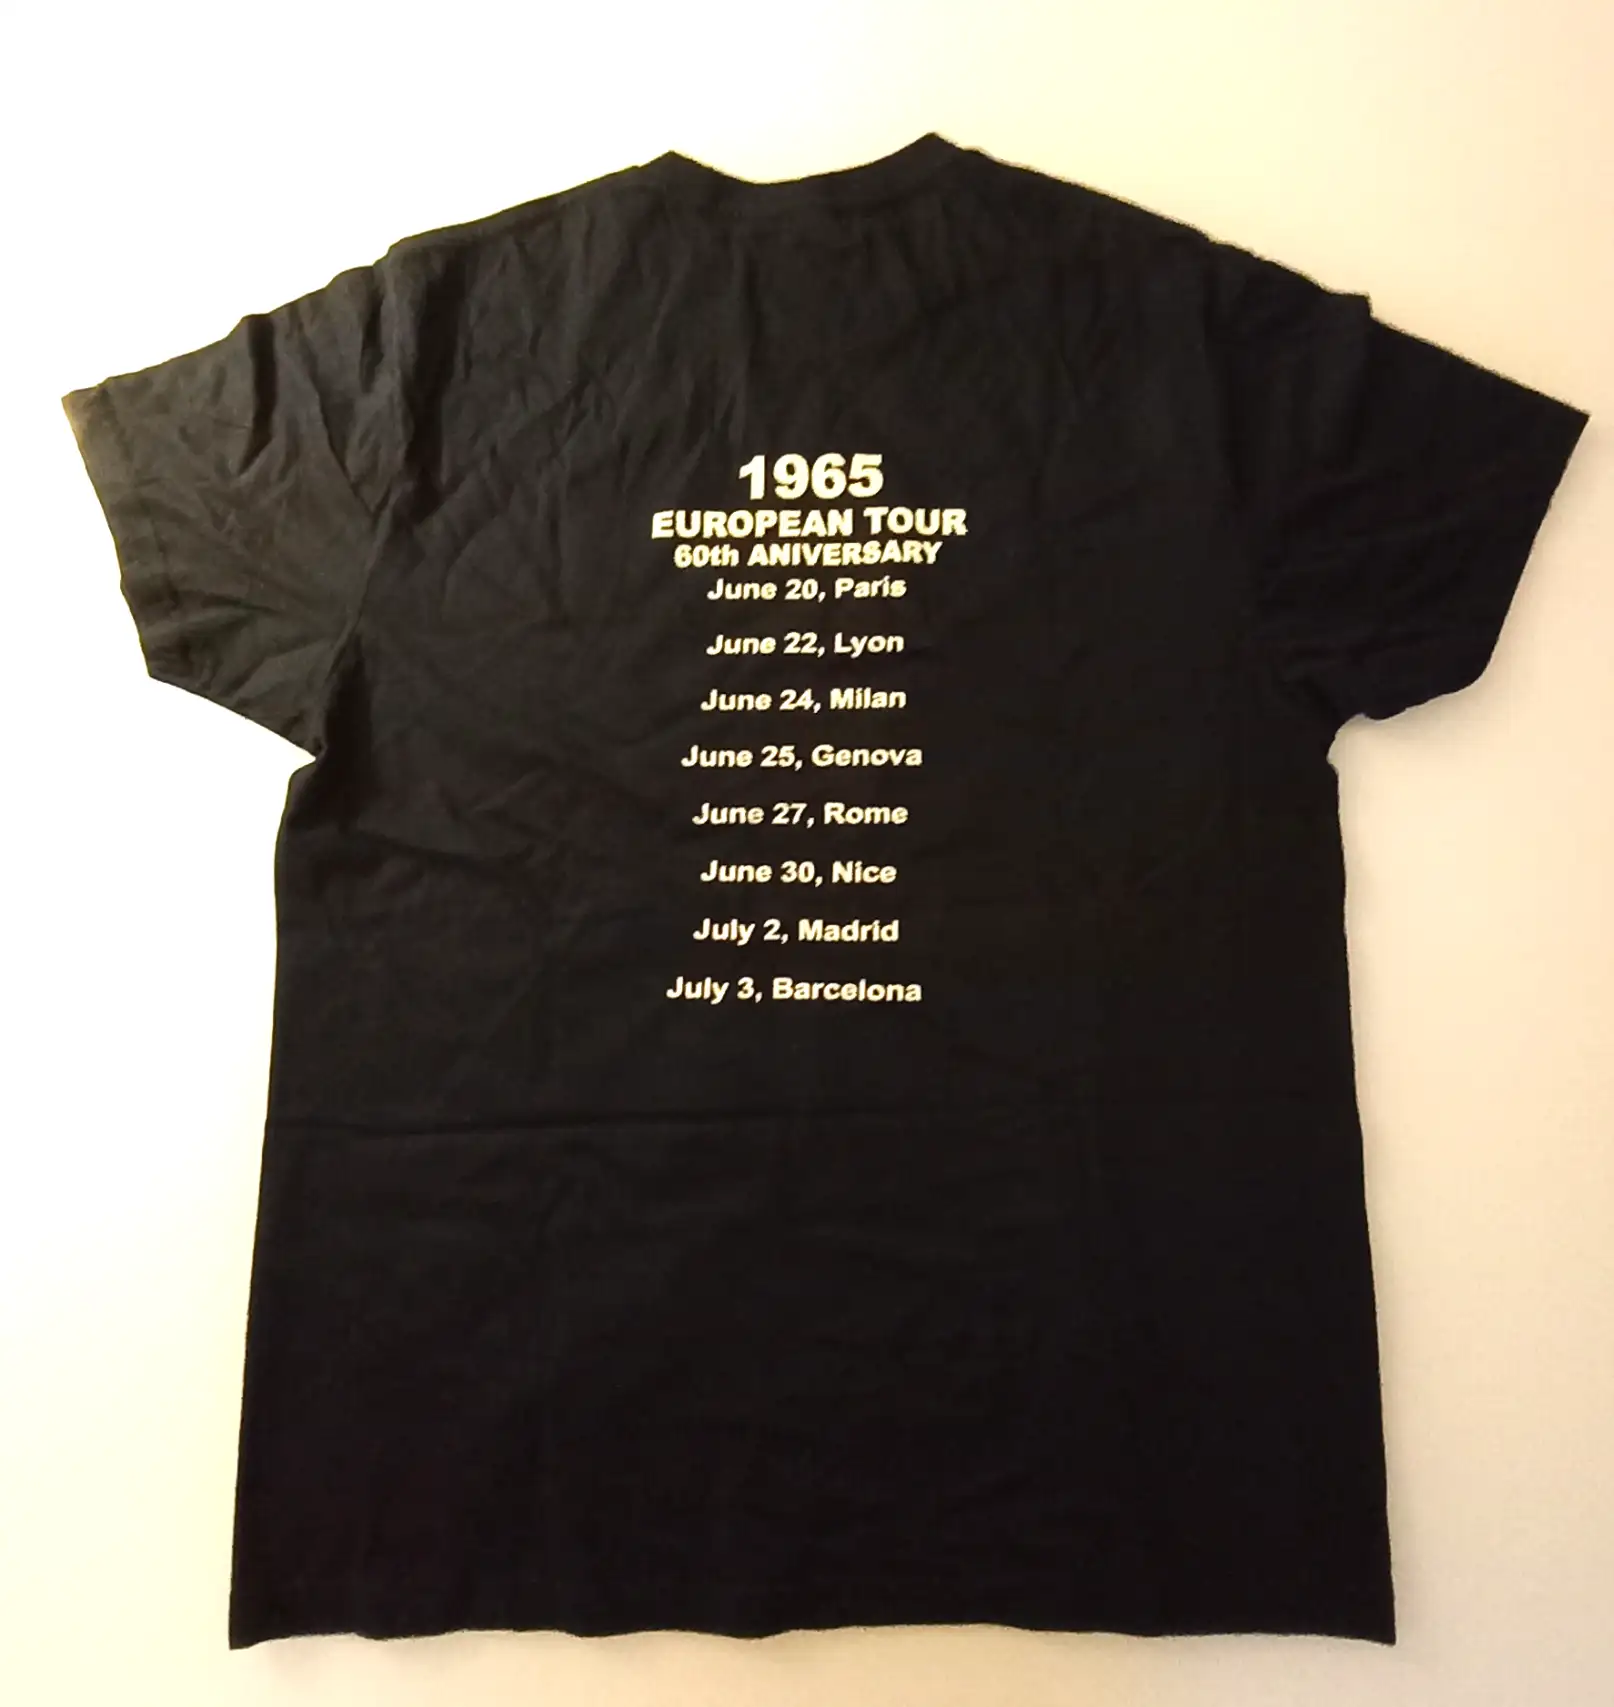 1965
EUROPEAN TOUR
60th ANIVERSARY
June 20, Paris
June 22, Lyon
June 24, Milan
June 25, Genova
June 27, Rome
June 30, Nice
July 2, Madrid
July 3, Barcelona